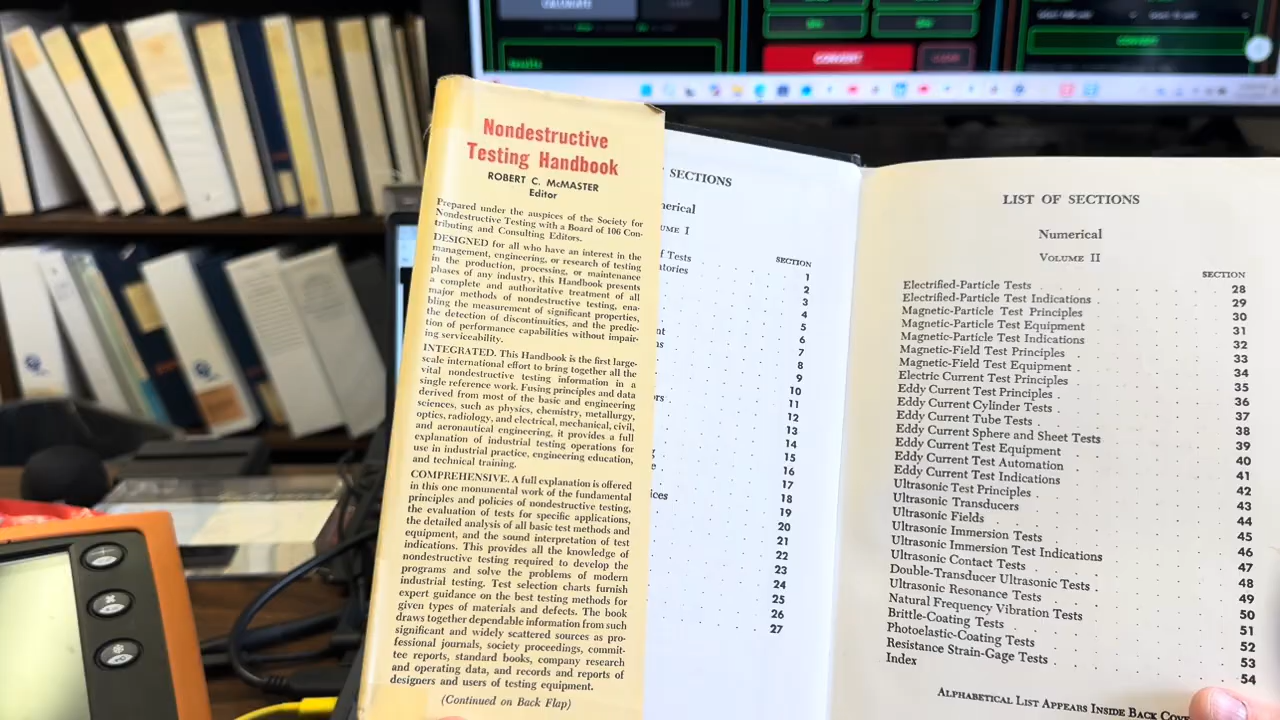 CALCULATE
Results
CONVERT
CLEAR
CONVERT
Nondestructive
Testing Handbook
ROBERT C. McMASTER
Editor
Prepared under the auspices of the Society for
Nondestructive Testing with a Board of 106 Con-
tributing and Consulting Editors.
DESIGNED for all who have an interest in the
management, engineering, or research of testing
in the production, processing, or maintenance
phases of any industry, this Handbook presents
a complete and authoritative treatment of all
major methods of nondestructive testing, ena-
bling the measurement of significant properties,
the detection of discontinuities, and the predic-
tion of performance capabilities without impair-
ing serviceability.
INTEGRATED. This Handbook is the first large-
scale international effort to bring together all the
vital nondestructive testing information in a
single reference work. Fusing principles and data
derived from most of the basic and engineering
sciences, such as physics, chemistry, metallurgy,
optics, radiology, and electrical, mechanical, civil,
and aeronautical engineering, it provides a full
explanation of industrial testing operations for
use in industrial practice, engineering education,
and technical training.
COMPREHENSIVE. A full explanation is offered
in this one monumental work of the fundamental
principles and policies of nondestructive testing,
the evaluation of tests for specific applications,
the detailed analysis of all basic test methods and
equipment, and the sound interpretation of test
indications. This provides all the knowledge of
nondestructive testing required to develop the
programs and solve the problems of modern
industrial testing. Test selection charts furnish
expert guidance on the best testing methods for
given types of materials and defects. The book
draws together dependable information from such
significant and widely scattered sources as pro-
fessional journals, society proceedings, commit-
tee reports, standard books, company research
and operating data, and records and reports of
designers and users of testing equipment.
(Continued on Back Flap)
SECTIONS
merical
UME I
SECTION
f Tests 1
atories 2
3
4
5
nt 6
ns 7
8
9
10
ors 11
12
13
14
15
16
17
ices 18
19
20
21
22
23
24
25
26
27
LIST OF SECTIONS
Numerical
VOLUME II
SECTION
Electrified-Particle Tests 28
Electrified-Particle Test Indications 29
Magnetic-Particle Test Principles 30
Magnetic-Particle Test Equipment 31
Magnetic-Particle Test Indications 32
Magnetic-Field Test Principles 33
Magnetic-Field Test Equipment 34
Electric Current Test Principles 35
Eddy Current Test Principles 36
Eddy Current Cylinder Tests 37
Eddy Current Tube Tests 38
Eddy Current Sphere and Sheet Tests 39
Eddy Current Test Equipment 40
Eddy Current Test Automation 41
Eddy Current Test Indications 42
Ultrasonic Test Principles 43
Ultrasonic Transducers 44
Ultrasonic Fields 45
Ultrasonic Immersion Tests 46
Ultrasonic Immersion Test Indications 47
Ultrasonic Contact Tests 48
Double-Transducer Ultrasonic Tests 49
Ultrasonic Resonance Tests 50
Natural Frequency Vibration Tests 51
Brittle-Coating Tests 52
Photoelastic-Coating Tests 53
Resistance Strain-Gage Tests 54
Index
ALPHABETICAL LIST APPEARS INSIDE BACK COVE